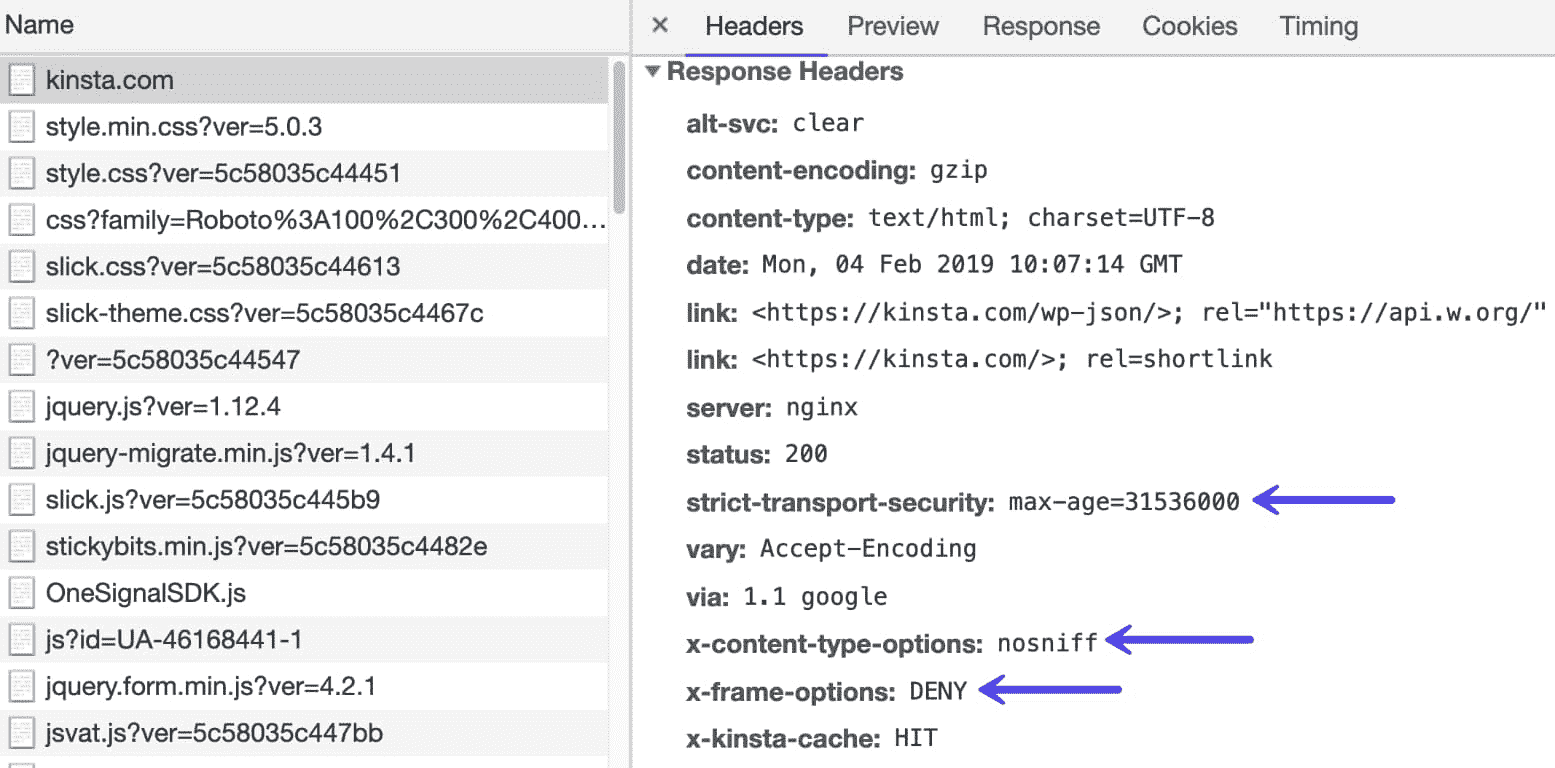 Name
kinsta.com
style.min.css?ver=5.0.3
style.css?ver=5c58035c44451
css?family=Roboto%3A100%2C300%2C400...
slick.css?ver=5c58035c44613
slick-theme.css?ver=5c58035c4467c
?ver=5c58035c44547
jquery.js?ver=1.12.4
jquery-migrate.min.js?ver=1.4.1
slick.js?ver=5c58035c445b9
stickybits.min.js?ver=5c58035c4482e
OneSignalSDK.js
js?id=UA-46168441-1
jquery.form.min.js?ver=4.2.1
jsvat.js?ver=5c58035c447bb
× Headers Preview Response Cookies Timing
Response Headers
alt-svc: clear
content-encoding: gzip
content-type: text/html; charset=UTF-8
date: Mon, 04 Feb 2019 10:07:14 GMT
link: <https://kinsta.com/wp-json/>; rel="https://api.w.org/"
link: <https://kinsta.com/>; rel=shortlink
server: nginx
status: 200
strict-transport-security: max-age=31536000
vary: Accept-Encoding
via: 1.1 google
x-content-type-options: nosniff
x-frame-options: DENY
x-kinsta-cache: HIT